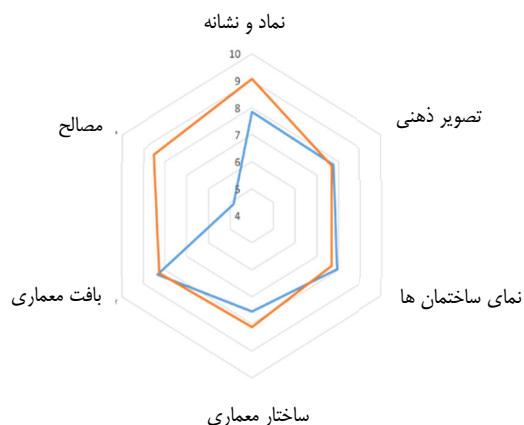 نماد و نشانه
10
9
8
7
6
5
4
تصویر ذهنی
مصالح
نمای ساختمان ها
بافت معماری
ساختار معماری